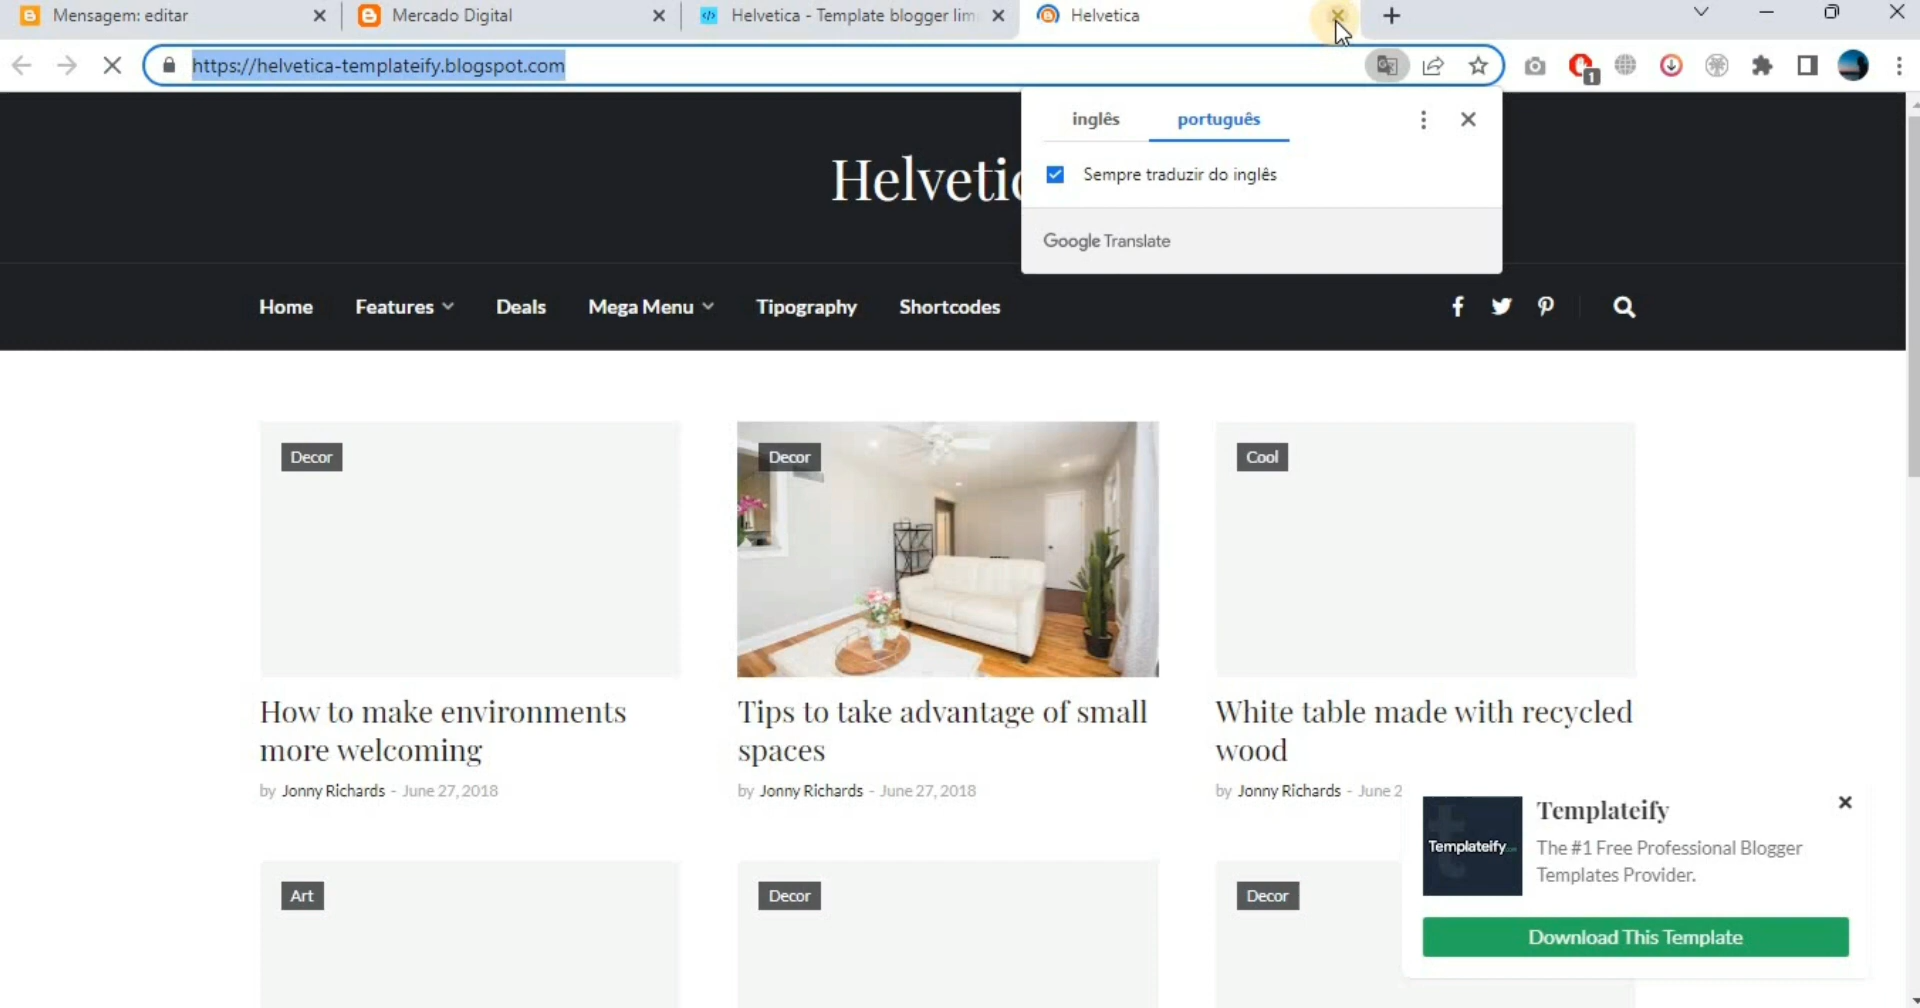 Mensagem: editar
Mercado Digital
Helvetica - Template blogger lim
Helvetica
https://helvetica-templateify.blogspot.com
1
inglês português
Sempre traduzir do inglês
Google Translate
Helvetic
Home Features Deals Mega Menu Tipography Shortcodes
Decor
Decor
Cool
How to make environments
more welcoming
by Jonny Richards - June 27, 2018
Tips to take advantage of small
spaces
by Jonny Richards - June 27, 2018
White table made with recycled
wood
by Jonny Richards - June 2
Art
Decor
Decor
Templateify
Templateify
The #1 Free Professional Blogger
Templates Provider.
Download This Template